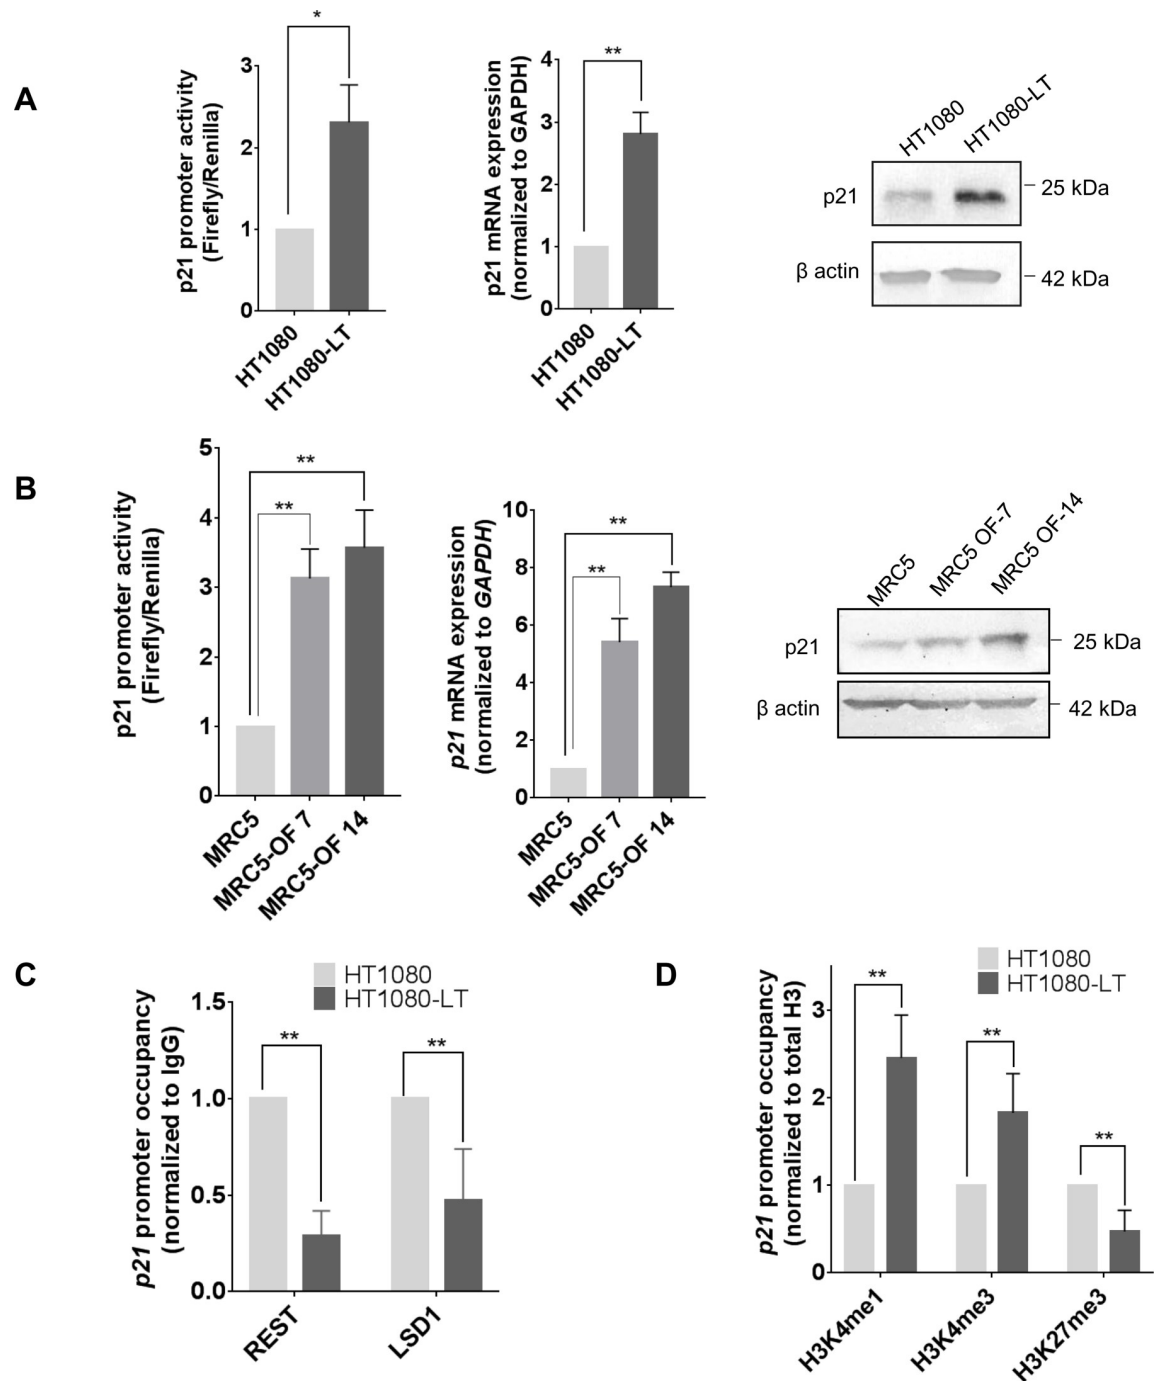 A
p21 promoter activity
(Firefly/Renilla)
3
2
1
0
*
HT1080
HT1080-LT
p21 mRNA expression
(normalized to GAPDH)
4
3
2
1
0
**
HT1080
HT1080-LT
HT1080
HT1080-LT
p21
25 kDa
β actin
42 kDa
B
p21 promoter activity
(Firefly/Renilla)
5
4
3
2
1
0
**
**
MRC5
MRC5-OF 7
MRC5-OF 14
p21 mRNA expression
(normalized to GAPDH)
10
8
6
4
2
0
**
**
MRC5
MRC5-OF 7
MRC5-OF 14
MRC5
MRC5 OF-7
MRC5 OF-14
p21
25 kDa
β actin
42 kDa
C
HT1080
HT1080-LT
p21 promoter occupancy
(normalized to IgG)
1.5
1.0
0.5
0.0
**
**
REST
LSD1
D
HT1080
HT1080-LT
p21 promoter occupancy
(normalized to total H3)
3
2
1
0
**
**
**
H3K4me1
H3K4me3
H3K27me3